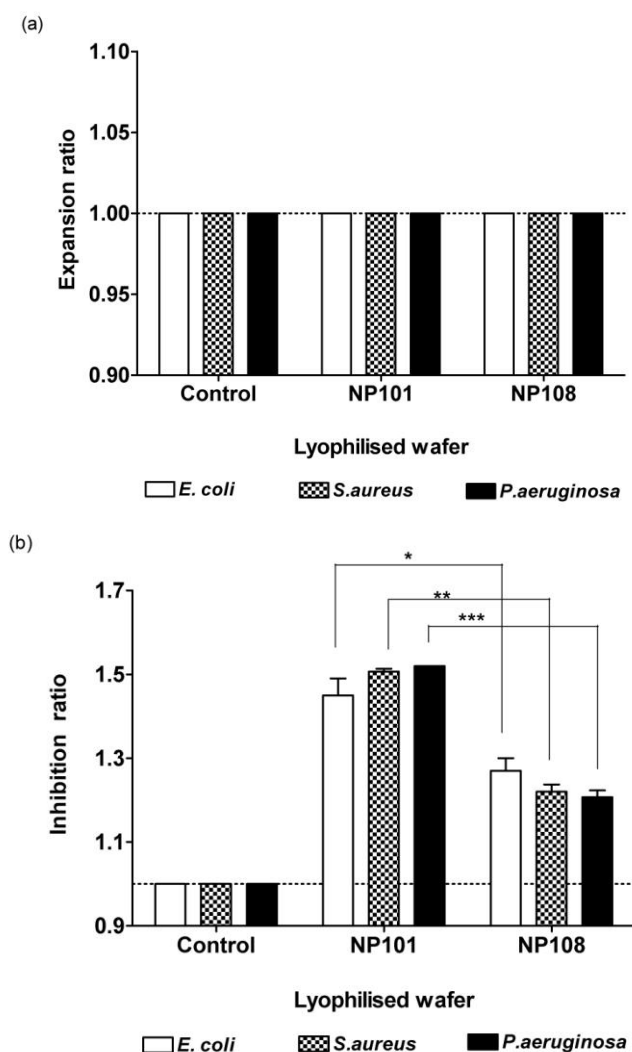 (a)
1.10
1.05
1.00
0.95
0.90
Expansion ratio
Control NP101 NP108
Lyophilised wafer
E. coli S.aureus P.aeruginosa
(b)
*
**
***
1.7
1.5
1.3
1.1
0.9
Inhibition ratio
Control NP101 NP108
Lyophilised wafer
E. coli S.aureus P.aeruginosa